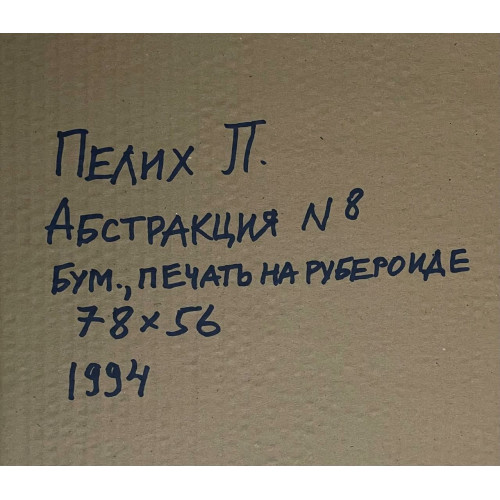 Пелих П.
Абстракция N 8
Бум., печать на рубероиде
78×56
1994